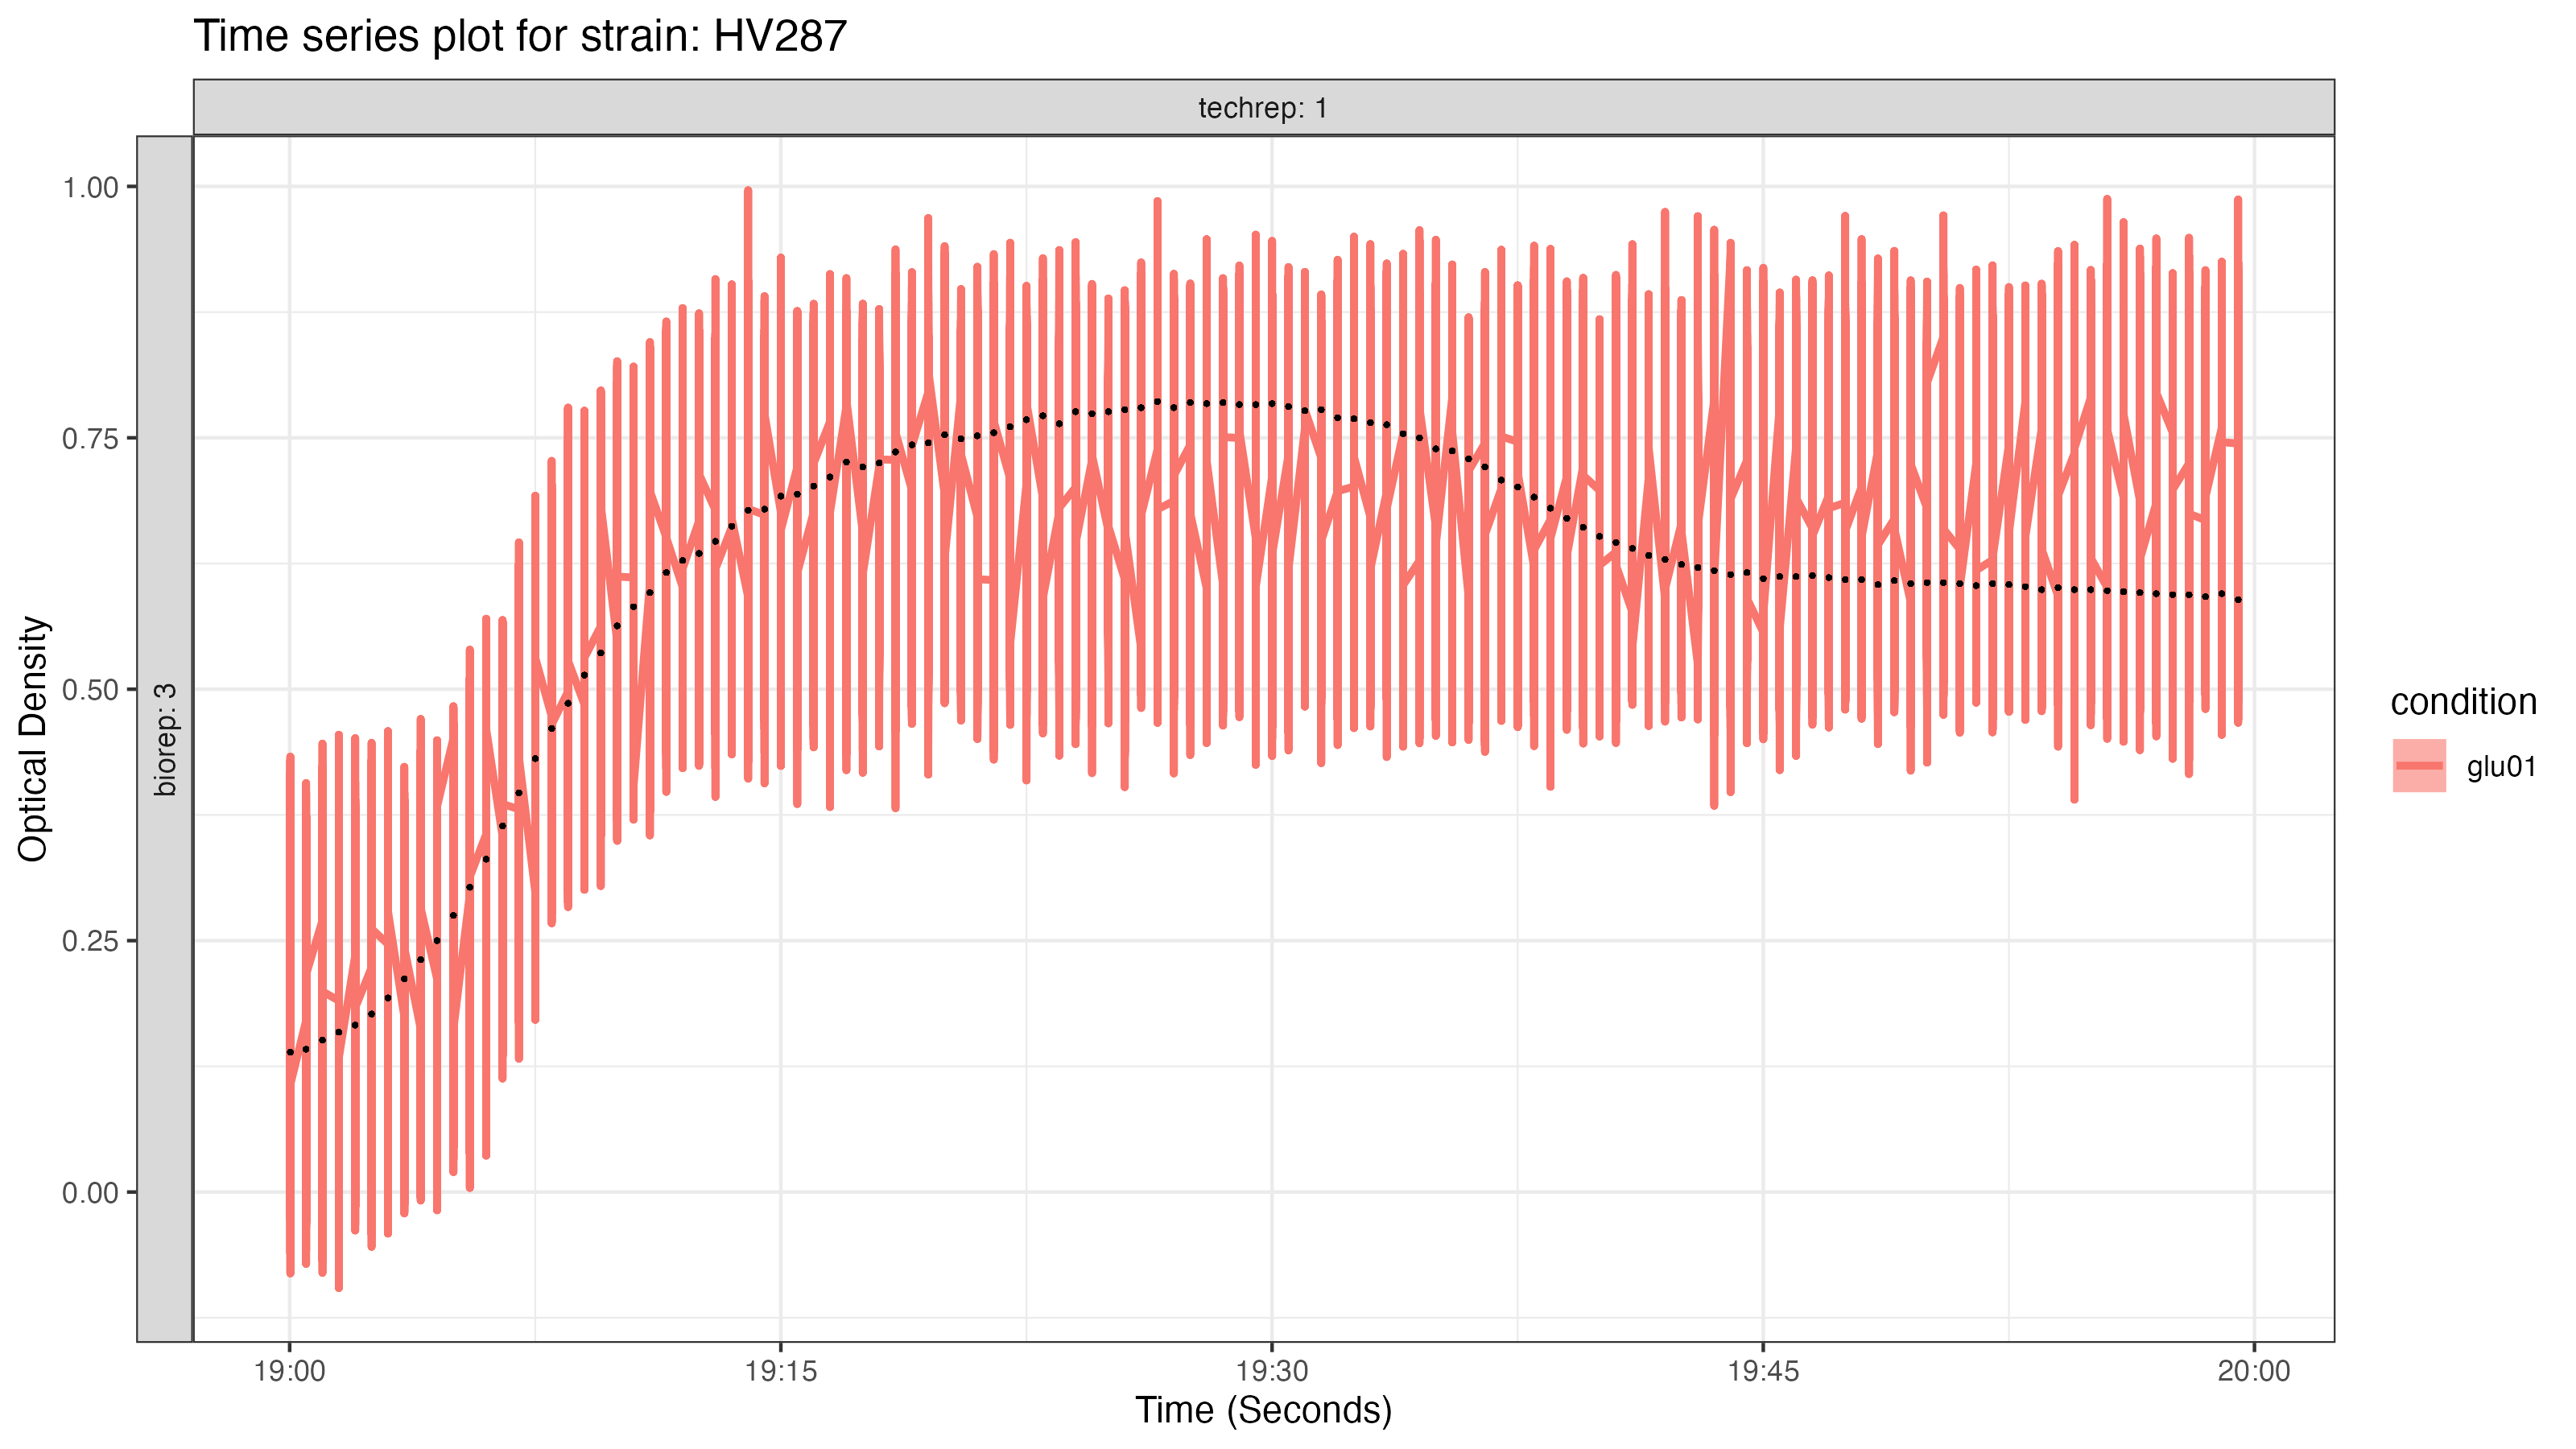 Time series plot for strain: HV287
techrep: 1
biorep: 3
Optical Density
1.00
0.75
0.50
0.25
0.00
19:00
19:15
19:30
19:45
20:00
Time (Seconds)
condition
glu01